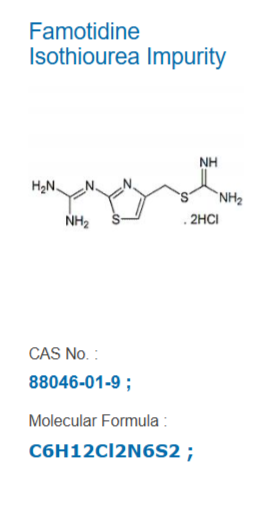 Famotidine
Isothiourea Impurity
NH
H₂N
N
N
S
NH₂
NH₂
S
. 2HCl
CAS No. :
88046-01-9 ;
Molecular Formula :
C6H12Cl2N6S2 ;